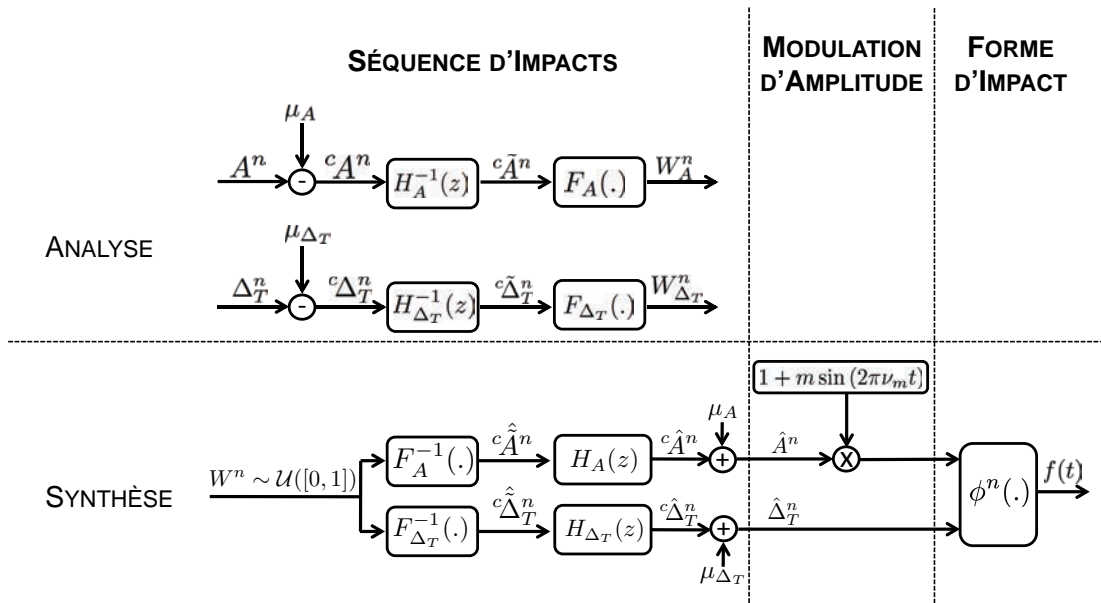 SÉQUENCE D'IMPACTS
MODULATION
D'AMPLITUDE
FORME
D'IMPACT
ANALYSE
μ_A
A^n
-
^cA^n
H_A^{-1}(z)
^c\tilde{A}^n
F_A(.)
W_A^n
μ_{Δ_T}
Δ_T^n
-
^cΔ_T^n
H_{Δ_T}^{-1}(z)
^c\tilde{Δ}_T^n
F_{Δ_T}(.)
W_{Δ_T}^n
SYNTHÈSE
W^n ∼ 𝒰([0, 1])
F_A^{-1}(.)
^c\hat{\tilde{A}}^n
H_A(z)
^c\hat{A}^n
μ_A
+
\hat{A}^n
1 + m sin (2πν_m t)
X
F_{Δ_T}^{-1}(.)
^c\hat{\tilde{Δ}}_T^n
H_{Δ_T}(z)
^c\hat{Δ}_T^n
+
μ_{Δ_T}
\hat{Δ}_T^n
ϕ^n(.)
f(t)